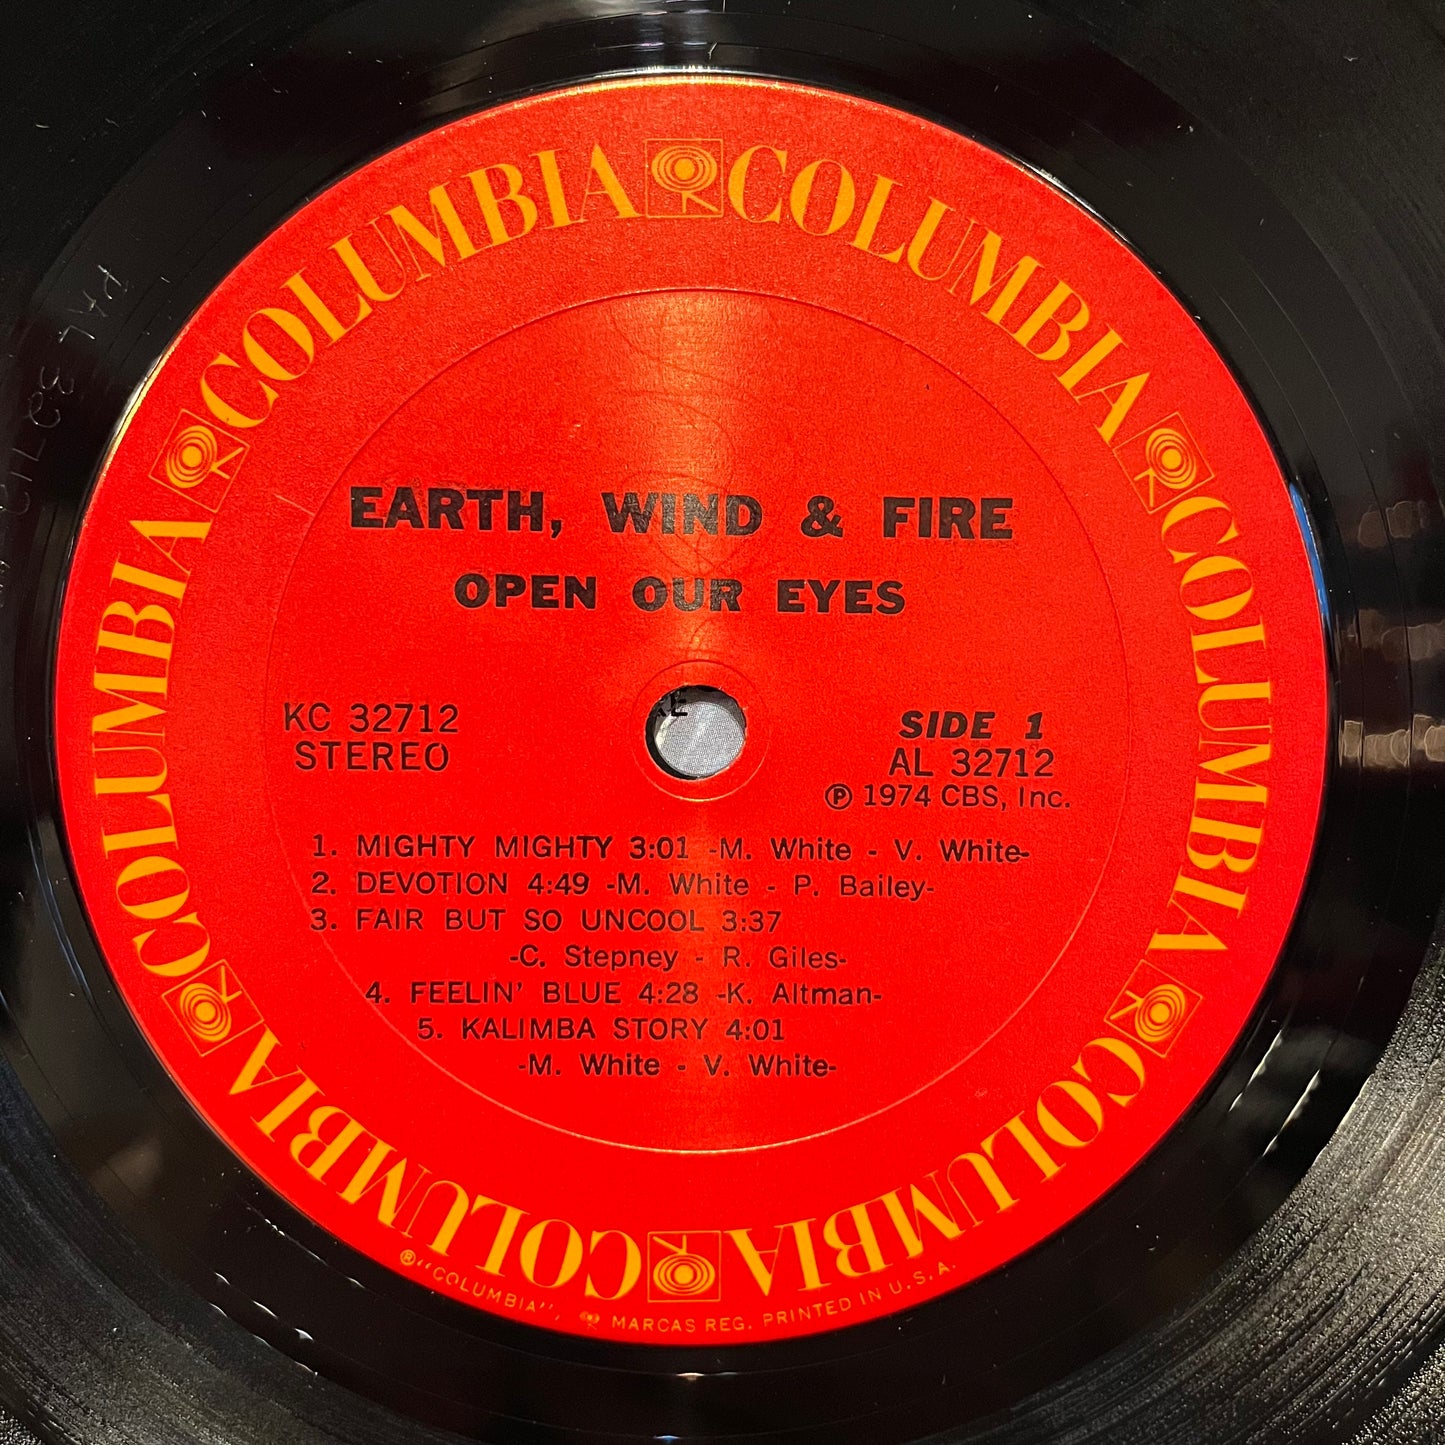 COLUMBIA COLUMBIA COLUMBIA COLUMBIA COLUMBIA COLUMBIA
EARTH, WIND & FIRE
OPEN OUR EYES
KC 32712
STEREO
SIDE 1
AL 32712
Ⓟ 1974 CBS, Inc.
1. MIGHTY MIGHTY 3:01 -M. White - V. White-
2. DEVOTION 4:49 -M. White - P. Bailey-
3. FAIR BUT SO UNCOOL 3:37
-C. Stepney - R. Giles-
4. FEELIN' BLUE 4:28 -K. Altman-
5. KALIMBA STORY 4:01
-M. White - V. White-
® "COLUMBIA", MARCAS REG. PRINTED IN U.S.A.